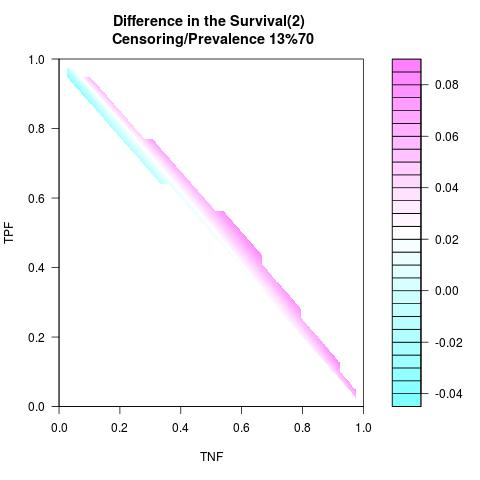 Difference in the Survival(2)
Censoring/Prevalence 13%70
1.0
0.8
0.6
0.4
0.2
0.0
TPF
0.0 0.2 0.4 0.6 0.8 1.0
TNF
0.08
0.06
0.04
0.02
0.00
-0.02
-0.04